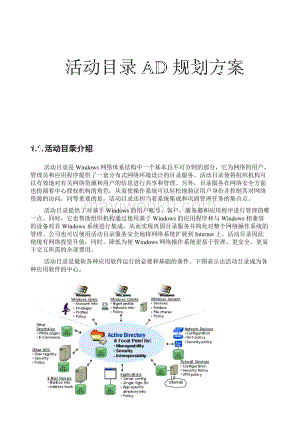 活动目录 AD 规划方案
1.1.活动目录介绍
活动目录是 Windows 网络体系结构中一个基本且不可分割的部分，它为网络的用户、
管理员和应用程序提供了一套分布式网络环境设计的目录服务。活动目录使得组织机构可
以有效地对有关网络资源和用户的信息进行共享和管理。另外，目录服务在网络安全方面
也扮演着中心授权机构的角色，从而使操作系统可以轻松地验证用户身份并控制其对网络
资源的访问。同等重要的是，活动目录还担当着系统集成和巩固管理任务的集合点。
活动目录提供了对基于 Windows 的用户账号、客户、服务器和应用程序进行管理的唯
一点。同时，它也帮助组织机构通过使用基于 Windows 的应用程序和与 Windows 相兼容
的设备对非 Windows 系统进行集成，从而实现巩固目录服务并简化对整个网络操作系统的
管理。公司也可以使用活动目录服务安全地将网络系统扩展到 Internet 上。活动目录因此
使现有网络投资升值，同时，降低为使 Windows 网络操作系统更易于管理、更安全、更易
于交互所需的全部费用。
活动目录是微软各种应用软件运行的必要和基础的条件。下图表示出活动目录成为各
种应用软件的中心。
Windows Users
Windows Clients
Windows Servers
Active Directory
A Focal Point for:
Manageability
Security
Interoperability
Applications
Internet